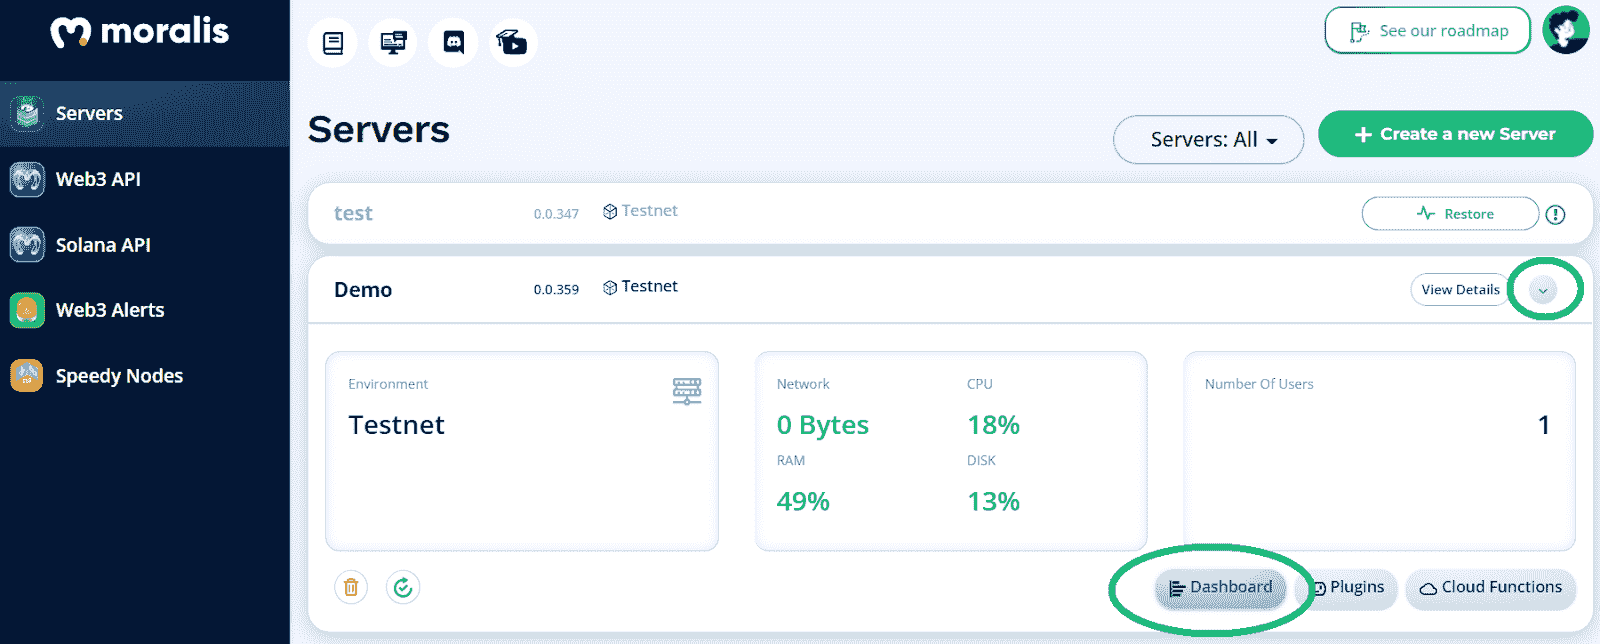 moralis
See our roadmap
Servers
Web3 API
Solana API
Web3 Alerts
Speedy Nodes
Servers
Servers: All
+ Create a new Server
test 0.0.347 Testnet Restore
Demo 0.0.359 Testnet View Details
Environment
Testnet
Network CPU
0 Bytes 18%
RAM DISK
49% 13%
Number Of Users
1
Dashboard Plugins Cloud Functions